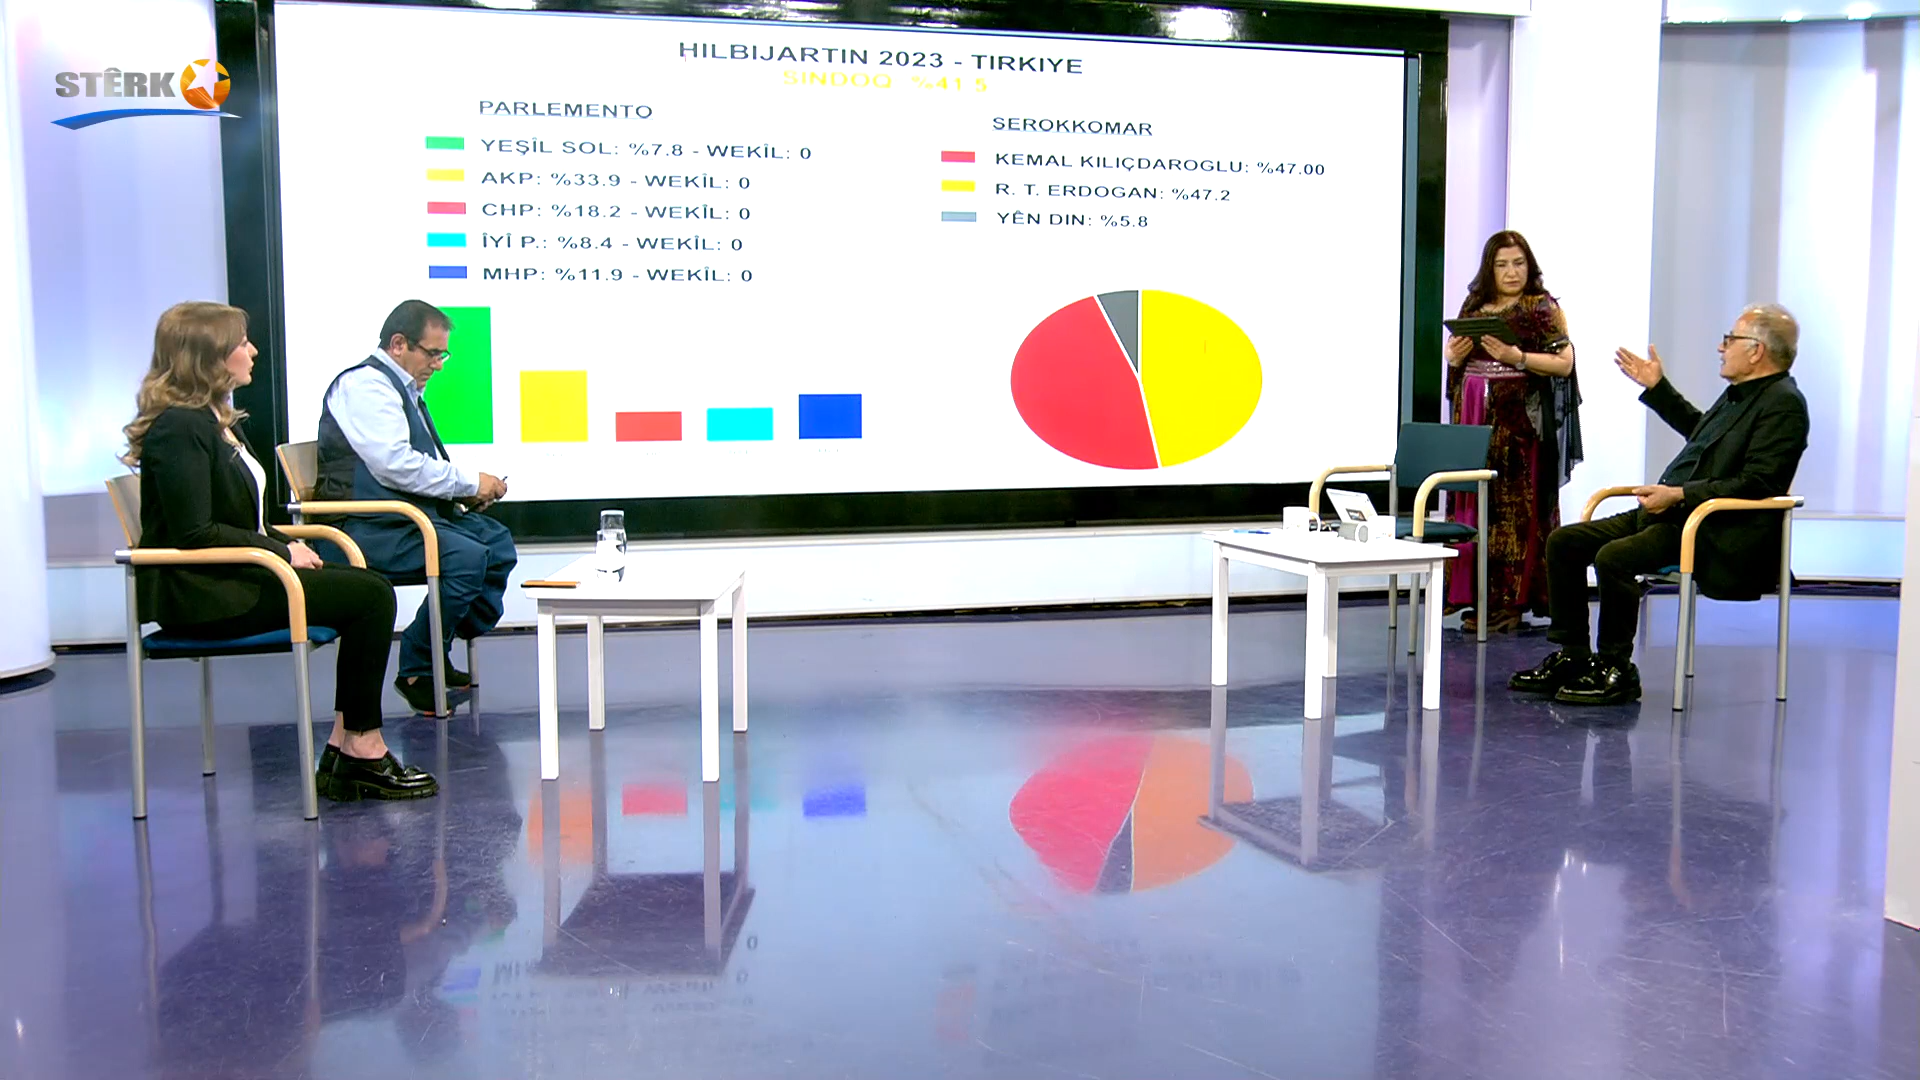 STÊRK
HILBIJARTIN 2023 - TIRKIYE
SINDOQ %41.5
PARLEMENTO
YEŞÎL SOL: %7.8 - WEKÎL: 0
AKP: %33.9 - WEKÎL: 0
CHP: %18.2 - WEKÎL: 0
ÎYÎ P.: %8.4 - WEKÎL: 0
MHP: %11.9 - WEKÎL: 0
SEROKKOMAR
KEMAL KILIÇDAROGLU: %47.00
R. T. ERDOGAN: %47.2
YÊN DIN: %5.8